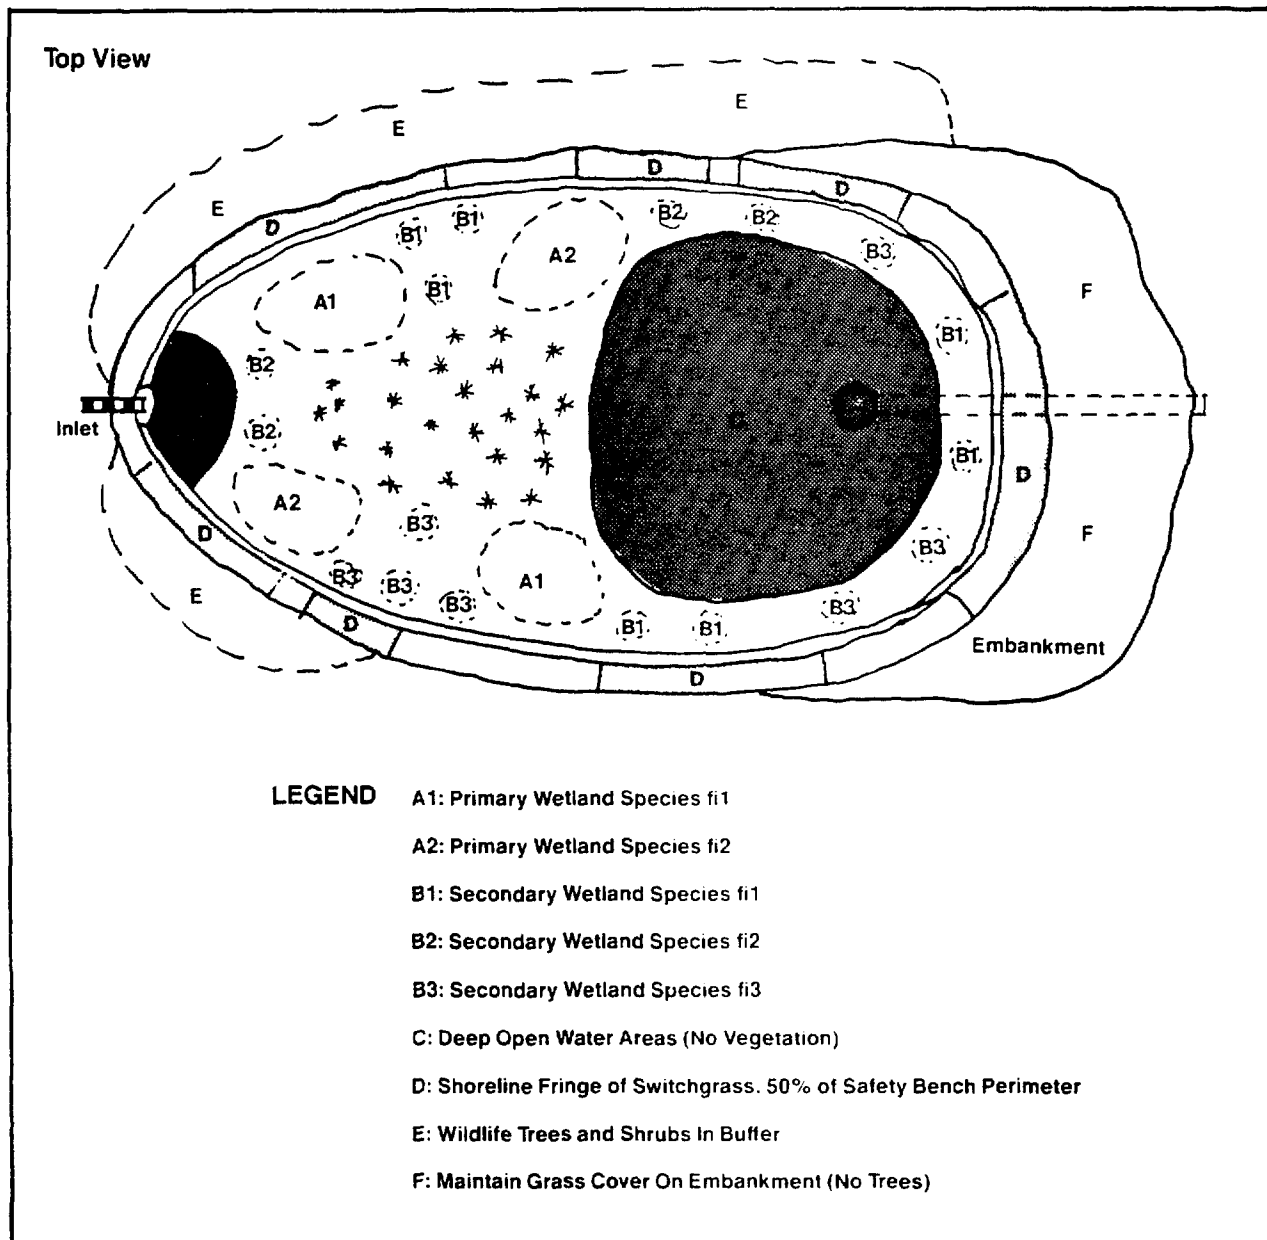 Top View
E
E
E
D
D
D
B1
B1
B2
B2
A2
B3
A1
B1
F
B1
B2
Inlet
C
B2
B1
D
A2
B3
D
F
B3
B3
B3
A1
E
B3
B3
D
B1
B1
Embankment
D
LEGEND
A1: Primary Wetland Species fi1
A2: Primary Wetland Species fi2
B1: Secondary Wetland Species fi1
B2: Secondary Wetland Species fi2
B3: Secondary Wetland Species fi3
C: Deep Open Water Areas (No Vegetation)
D: Shoreline Fringe of Switchgrass. 50% of Safety Bench Perimeter
E: Wildlife Trees and Shrubs In Buffer
F: Maintain Grass Cover On Embankment (No Trees)